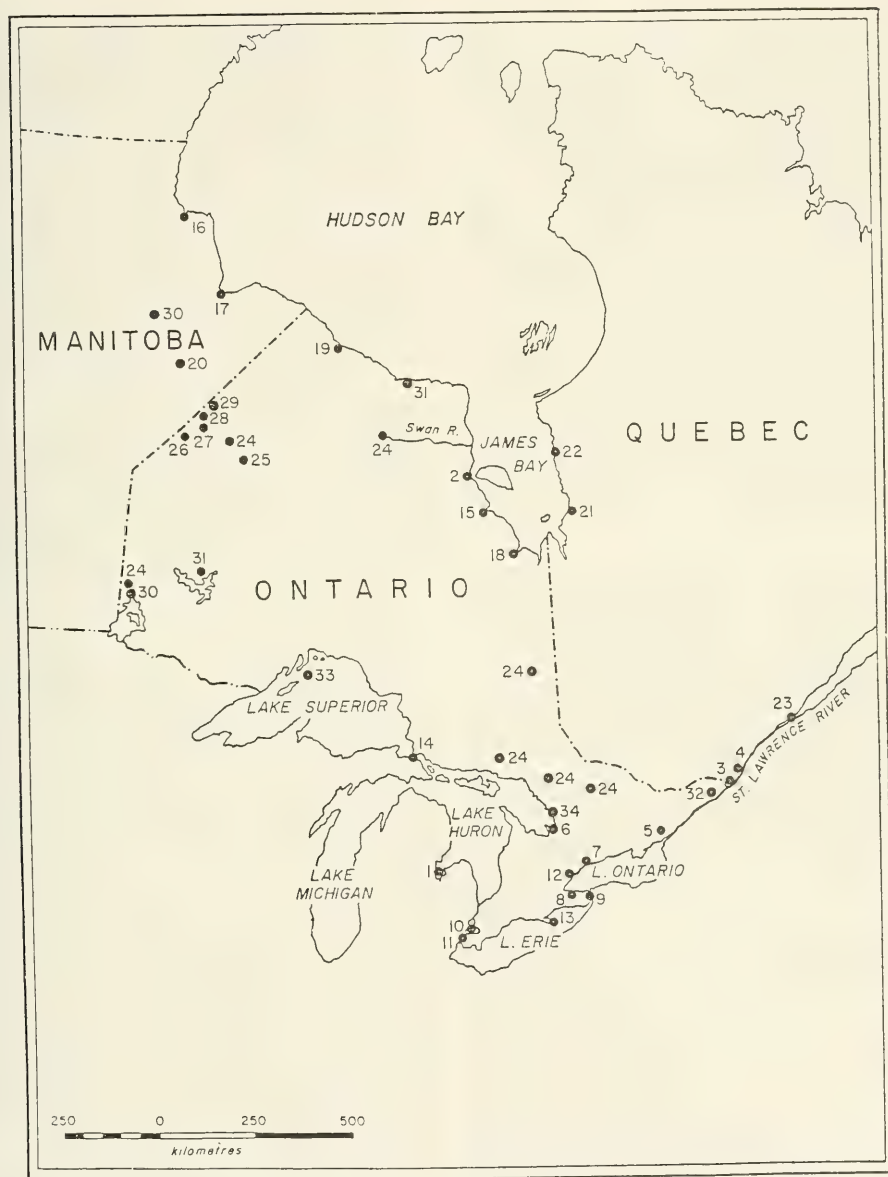 HUDSON BAY
16
17
30
MANITOBA
19
20
31
29
28
Swan R.
QUEBEC
27
24
24
JAMES
BAY
22
26
25
2
15
21
18
31
24
30
ONTARIO
24
33
LAKE SUPERIOR
23
ST. LAWRENCE RIVER
14
24
4
3
24
24
32
34
LAKE
HURON
6
5
7
1
LAKE
MICHIGAN
12
L. ONTARIO
8
9
10
13
11
L. ERIE
250
0
250
500
kilometres